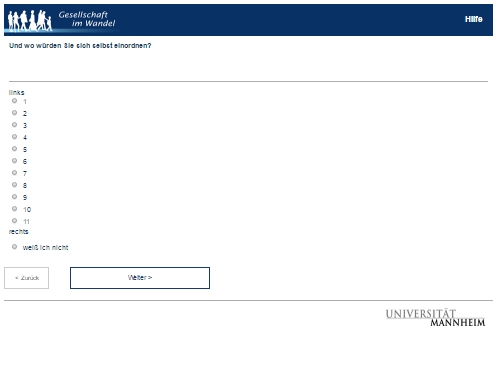 Gesellschaft
im Wandel
Hilfe
Und wo würden Sie sich selbst einordnen?
links
1
2
3
4
5
6
7
8
9
10
11
rechts
weiß ich nicht
< Zurück
Weiter >
UNIVERSITÄT
MANNHEIM